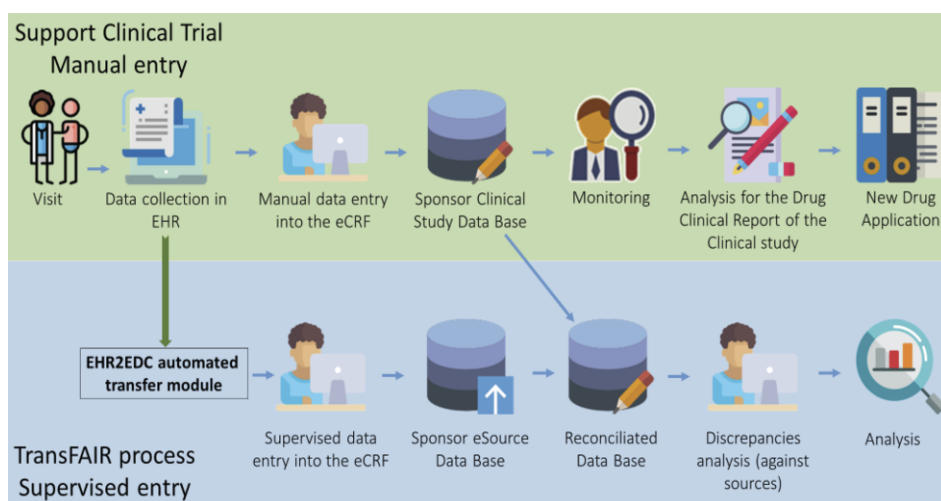 Support Clinical Trial
Manual entry
Visit
Data collection in
EHR
Manual data entry
into the eCRF
Sponsor Clinical
Study Data Base
Monitoring
Analysis for the Drug
Clinical Report of the
Clinical study
New Drug
Application
EHR2EDC automated
transfer module
Supervised data
entry into the eCRF
Sponsor eSource
Data Base
Reconciliated
Data Base
Discrepancies
analysis (against
sources)
Analysis
TransFAIR process
Supervised entry